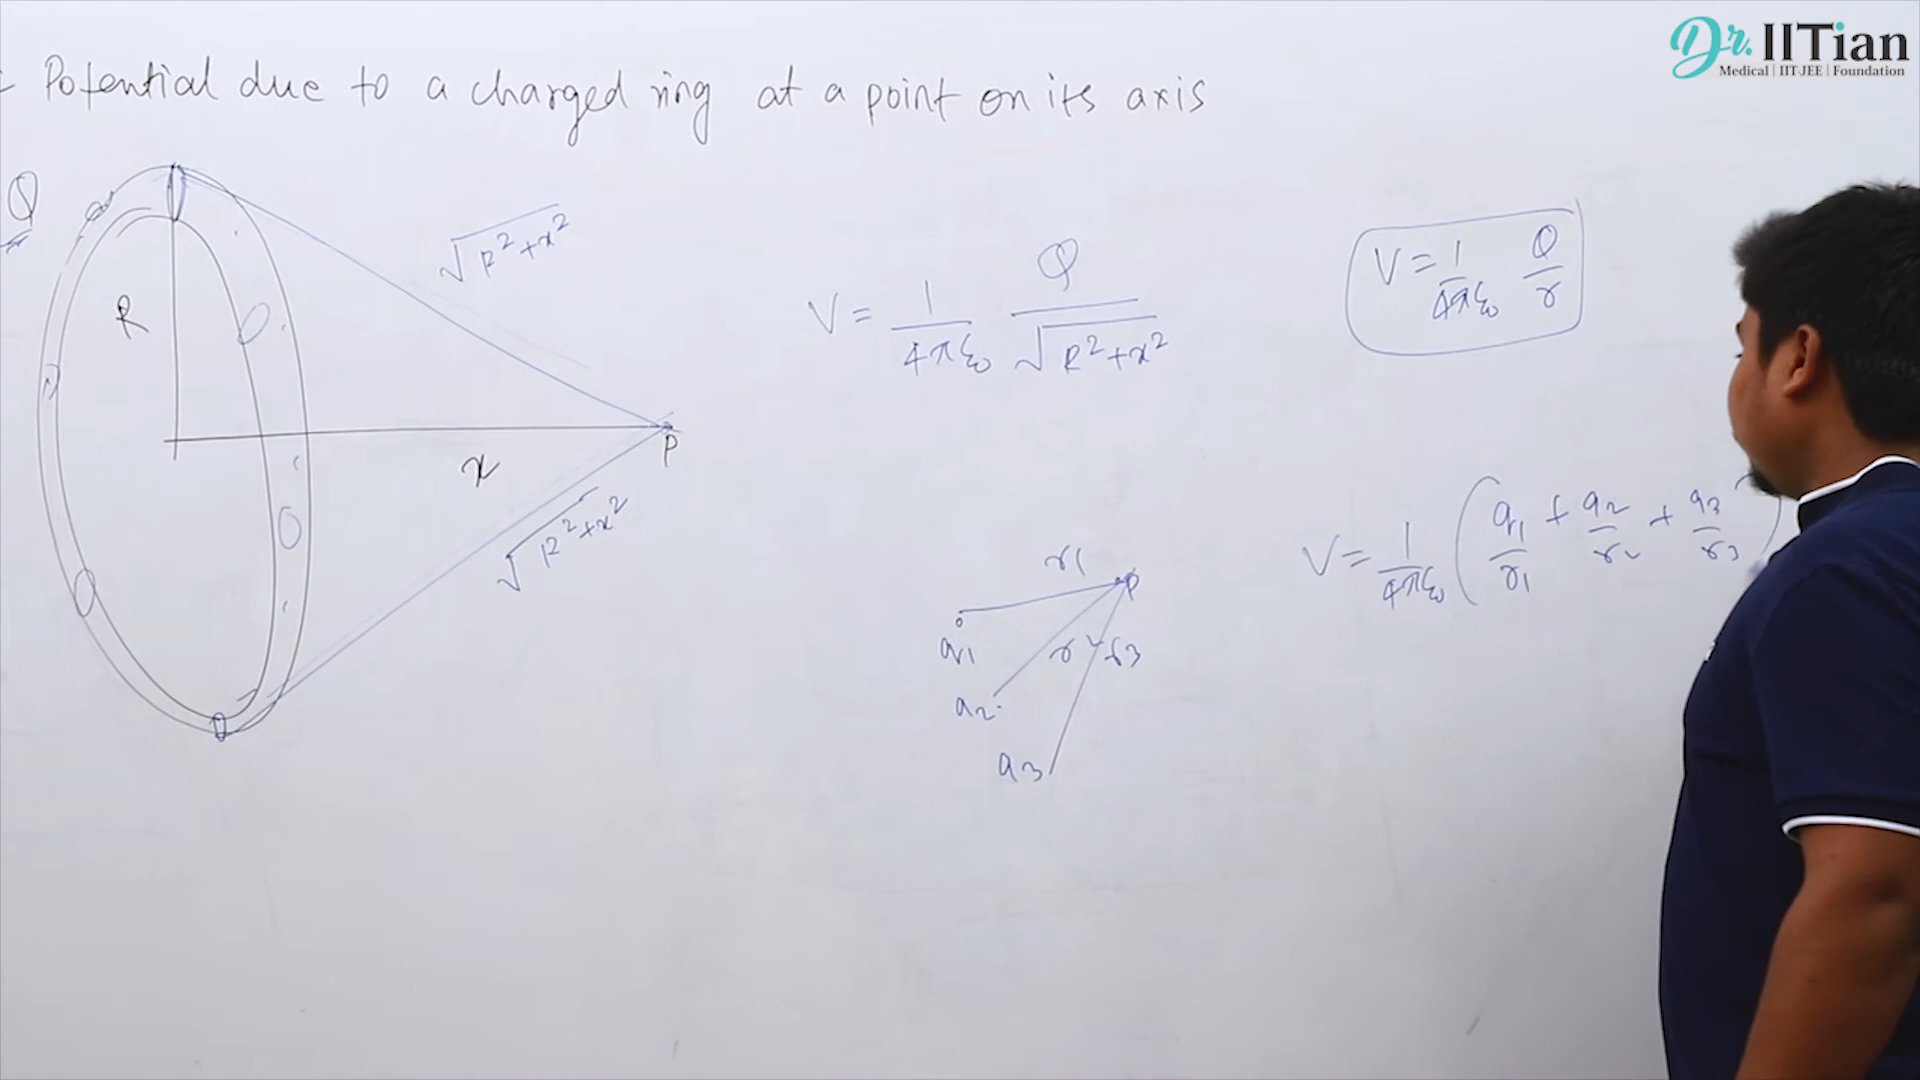 Dr. IITian
Medical | IIT-JEE | Foundation
Potential due to a charged ring at a point on its axis
Q
R
√R²+x²
x
P
√R²+x²
V = 1/4πε₀ Q/√R²+x²
V = 1/4πε₀ Q/r
V = 1/4πε₀ (q₁/r₁ + q₂/r₂ + q₃/r₃)
r₁
P
q₁
r₂
r₃
q₂
q₃